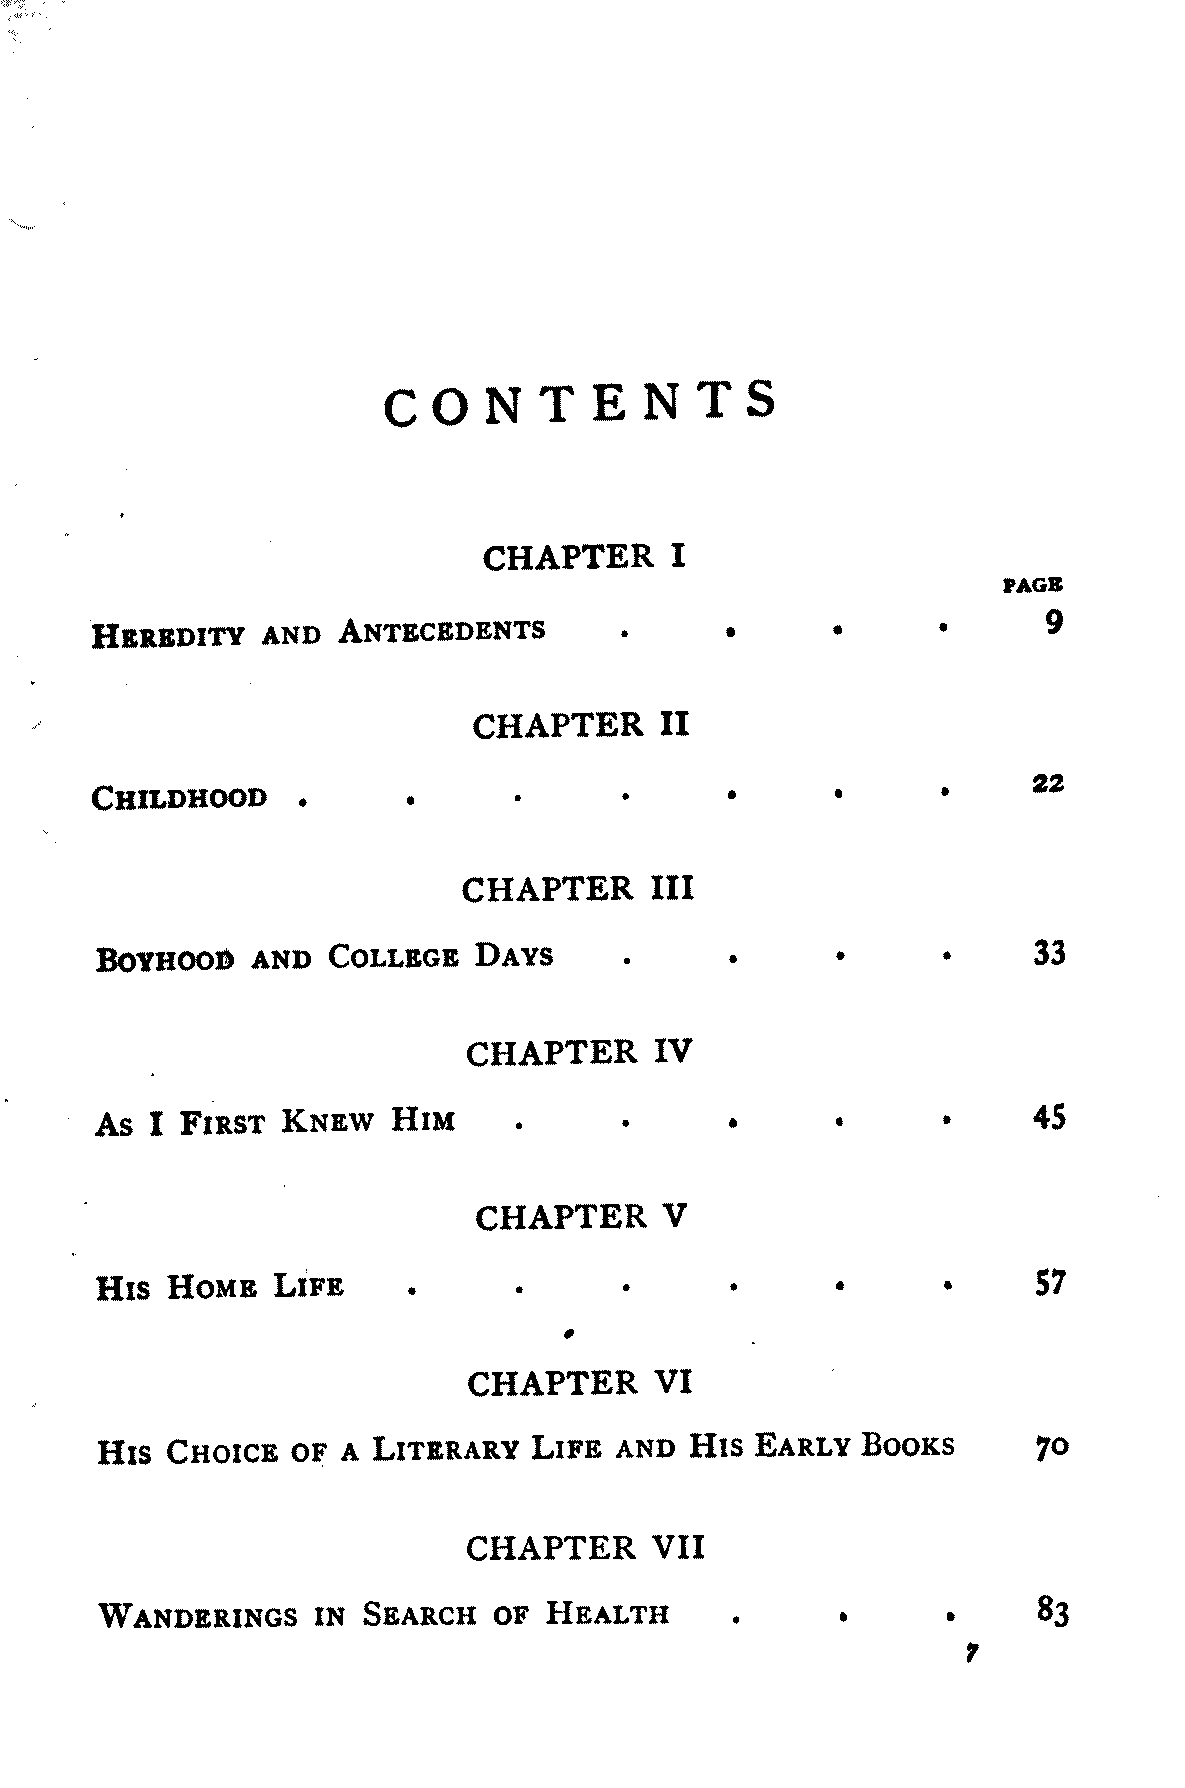 CONTENTS
CHAPTER I
PAGE
HEREDITY AND ANTECEDENTS . . . . 9
CHAPTER II
CHILDHOOD . . . . . . . 22
CHAPTER III
BOYHOOD AND COLLEGE DAYS . . . . 33
CHAPTER IV
AS I FIRST KNEW HIM . . . . . 45
CHAPTER V
HIS HOME LIFE . . . . . . 57
CHAPTER VI
HIS CHOICE OF A LITERARY LIFE AND HIS EARLY BOOKS 70
CHAPTER VII
WANDERINGS IN SEARCH OF HEALTH . . . 83
7